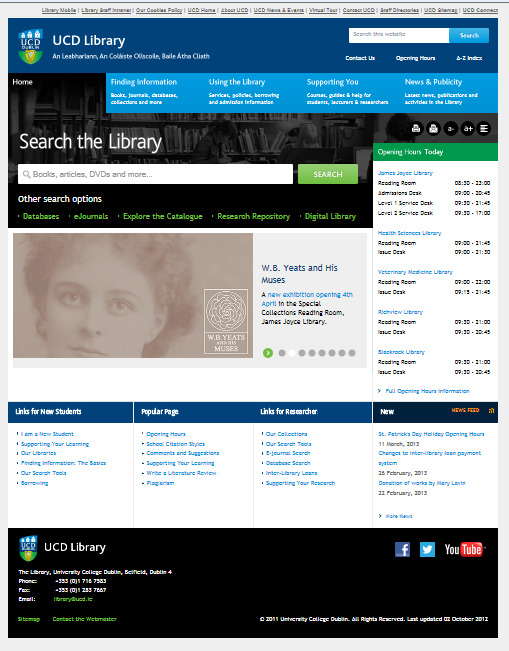 Library Mobile | Library Staff Intranet | Our Cookies Policy | UCD Home | About UCD | UCD News & Events | Virtual Tour | Contact UCD | Staff Directories | UCD Sitemap | UCD Connect
UCD
DUBLIN
UCD Library
An Leabharlann, An Coláiste Ollscoile, Baile Átha Cliath
Search this website
Search
Contact Us
Opening Hours
A-Z Index
Home
Finding Information
Books, journals, databases,
collections and more
Using the Library
Services, policies, borrowing
and admission information
Supporting You
Courses, guides & help for
students, lecturers & researchers
News & Publicity
Latest news, publications and
activities in the Library
a-
a+
Search the Library
Books, articles, DVDs and more...
SEARCH
Other search options
Databases
eJournals
Explore the Catalogue
Research Repository
Digital Library
Opening Hours Today
James Joyce Library
Reading Room 08:30 - 23:00
Admissions Desk 09:00 - 20:45
Level 1 Service Desk 09:30 - 21:45
Level 2 Service Desk 09:30 - 17:00
Health Sciences Library
Reading Room 09:00 - 21:45
Issue Desk 09:00 - 21:30
Veterinary Medicine Library
Reading Room 09:00 - 22:00
Issue Desk 09:15 - 21:45
Richview Library
Reading Room 09:30 - 21:00
Issue Desk 09:30 - 20:45
Blackrock Library
Reading Room 09:30 - 21:00
Issue Desk 09:30 - 20:45
Full Opening Hours Information
W.B. YEATS
AND HIS
MUSES
W.B. Yeats and His
Muses
A new exhibition opening 4th
April in the Special
Collections Reading Room,
James Joyce Library.
Links for New Students
I am a New Student
Supporting Your Learning
Our Libraries
Finding Information: The Basics
Our Search Tools
Borrowing
Popular Page
Opening Hours
School Citation Styles
Comments and Suggestions
Supporting Your Learning
Write a Literature Review
Plagiarism
Links for Researcher
Our Collections
Our Search Tools
E-journal Search
Database Search
Inter-Library Loans
Supporting Your Research
New
NEWS FEED
St. Patrick's Day Holiday Opening Hours
11 March, 2013
Changes to inter-library loan payment
system
26 February, 2013
Donation of works by Mary Lavin
22 February, 2013
More News
UCD
DUBLIN
UCD Library
f
You Tube
The Library, University College Dublin, Belfield, Dublin 4
Phone: +353 (0)1 716 7583
Fax: +353 (0)1 283 7667
Email: library@ucd.ie
Sitemap
Contact the Webmaster
© 2011 University College Dublin. All Rights Reserved. Last updated 02 October 2012